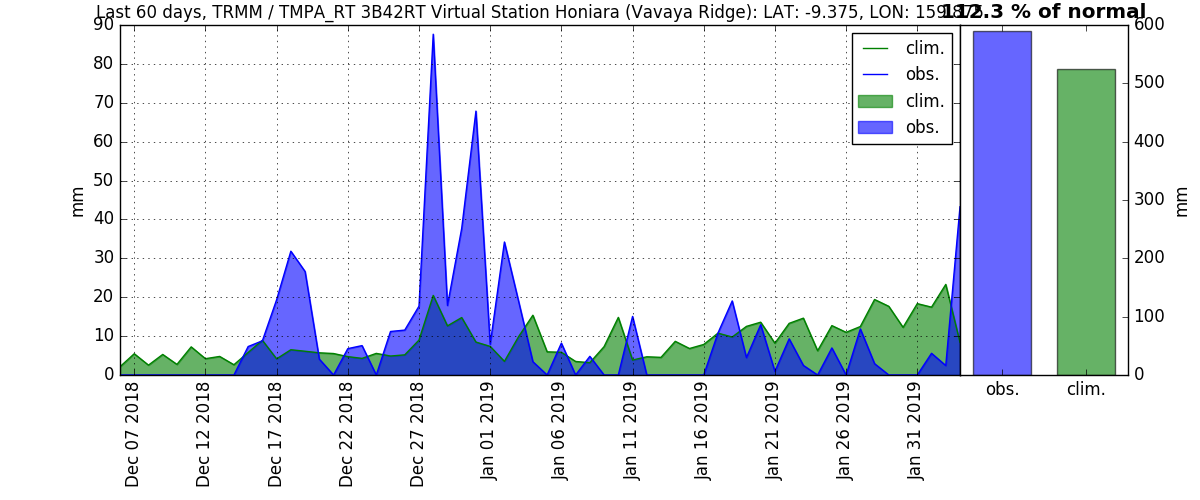 Last 60 days, TRMM / TMPA_RT 3B42RT Virtual Station Honiara (Vavaya Ridge): LAT: -9.375, LON: 159.875
112.3 % of normal
90
80
70
60
50
40
30
20
10
0
mm
clim.
obs.
clim.
obs.
Dec 07 2018
Dec 12 2018
Dec 17 2018
Dec 22 2018
Dec 27 2018
Jan 01 2019
Jan 06 2019
Jan 11 2019
Jan 16 2019
Jan 21 2019
Jan 26 2019
Jan 31 2019
600
500
400
300
200
100
0
mm
obs. clim.